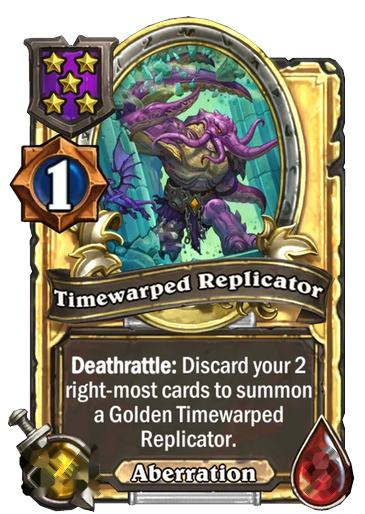 1
Timewarped Replicator
Deathrattle: Discard your 2
right-most cards to summon
a Golden Timewarped
Replicator.
Aberration